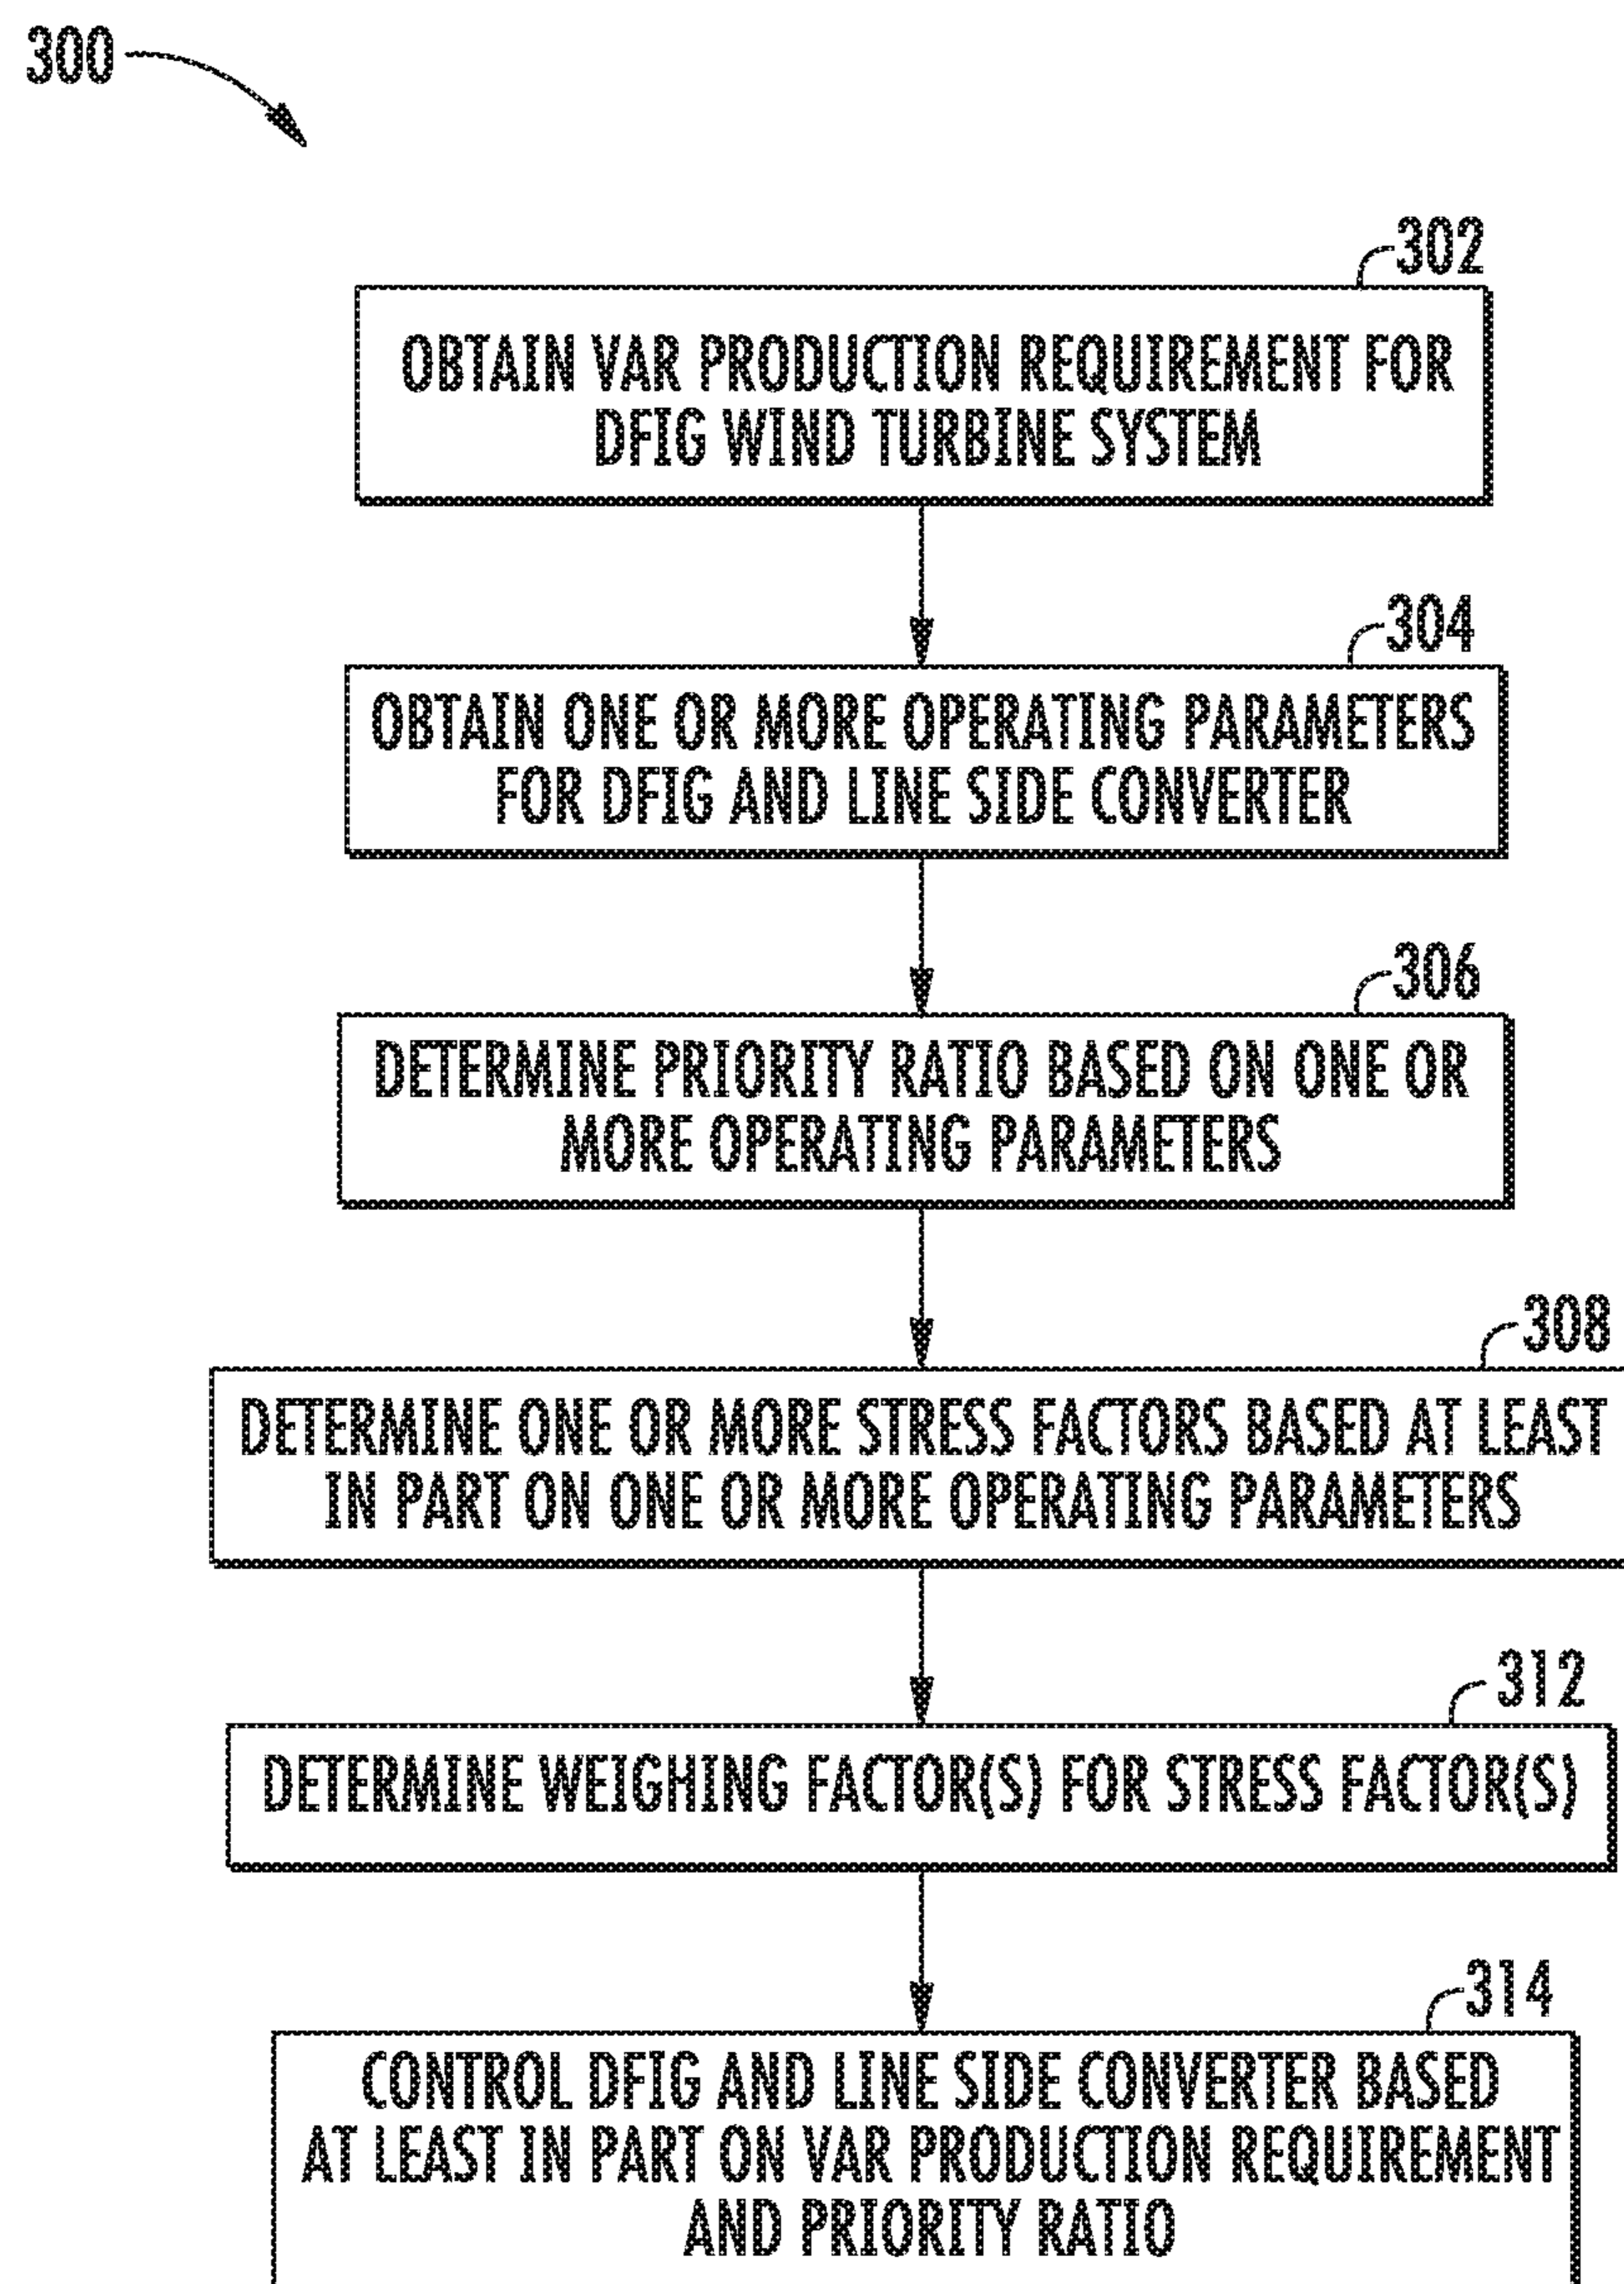 300
302
OBTAIN VAR PRODUCTION REQUIREMENT FOR
DFIG WIND TURBINE SYSTEM
304
OBTAIN ONE OR MORE OPERATING PARAMETERS
FOR DFIG AND LINE SIDE CONVERTER
306
DETERMINE PRIORITY RATIO BASED ON ONE OR
MORE OPERATING PARAMETERS
308
DETERMINE ONE OR MORE STRESS FACTORS BASED AT LEAST
IN PART ON ONE OR MORE OPERATING PARAMETERS
312
DETERMINE WEIGHING FACTOR(S) FOR STRESS FACTOR(S)
314
CONTROL DFIG AND LINE SIDE CONVERTER BASED
AT LEAST IN PART ON VAR PRODUCTION REQUIREMENT
AND PRIORITY RATIO